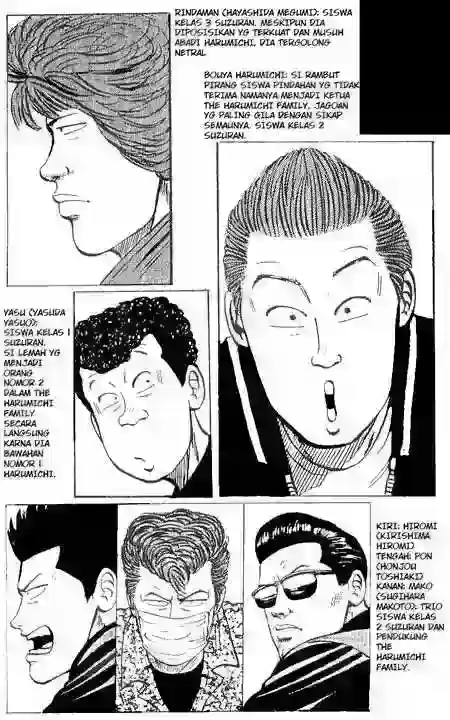 RINDAMAN (HAYASHIDA MEGUMI): SISWA
KELAS 3 SUZURAN. MESKIPUN DIA
DIPOSISIKAN YG TERKUAT DAN MUSUH
ABADI HARUMICHI, DIA TERGOLONG
NETRAL
BOUYA HARUMICHI: SI RAMBUT
PIRANG SISWA PINDAHAN YG TIDAK
TERIMA NAMANYA MENJADI KETUA
THE HARUMICHI FAMILY. JAGOAN
YG PALING GILA DENGAN SIKAP
SEMAUNYA. SISWA KELAS 2
SUZURAN.
YASU (YASUDA
YASUO):
SISWA KELAS 1
SUZURAN.
SI LEMAH YG
MENJADI
ORANG
NOMOR 2
DALAM THE
HARUMICHI
FAMILY
SECARA
LANGSUNG
KARNA DIA
BAWAHAN
NOMOR 1
HARUMICHI.
KIRI: HIROMI
(KIRISHIMA
HIROMI)
TENGAH: PON
(HONJOU
TOSHIAKI)
KANAN: MAKO
(SUGIHARA
MAKOTO): TRIO
SISWA KELAS
2 SUZURAN DAN
PENDUKUNG
THE
HARUMICHI
FAMILY.